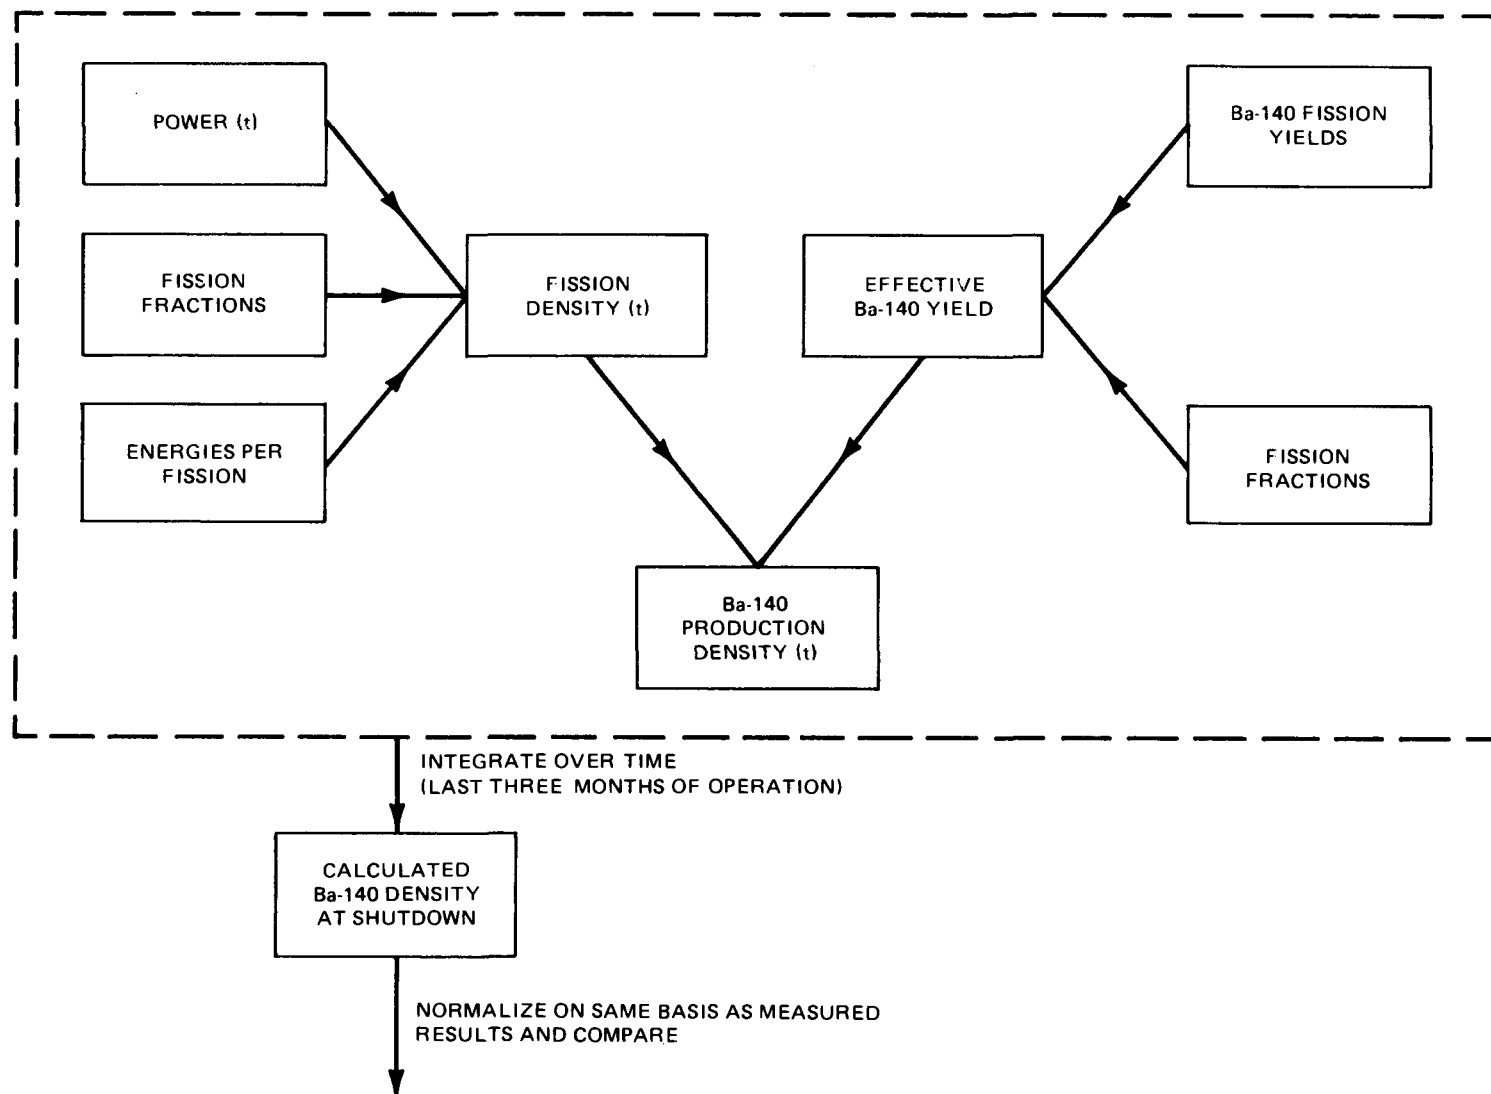 POWER (t)
Ba-140 FISSION
YIELDS
FISSION
FRACTIONS
FISSION
DENSITY (t)
EFFECTIVE
Ba-140 YIELD
ENERGIES PER
FISSION
FISSION
FRACTIONS
Ba-140
PRODUCTION
DENSITY (t)
INTEGRATE OVER TIME
(LAST THREE MONTHS OF OPERATION)
CALCULATED
Ba-140 DENSITY
AT SHUTDOWN
NORMALIZE ON SAME BASIS AS MEASURED
RESULTS AND COMPARE